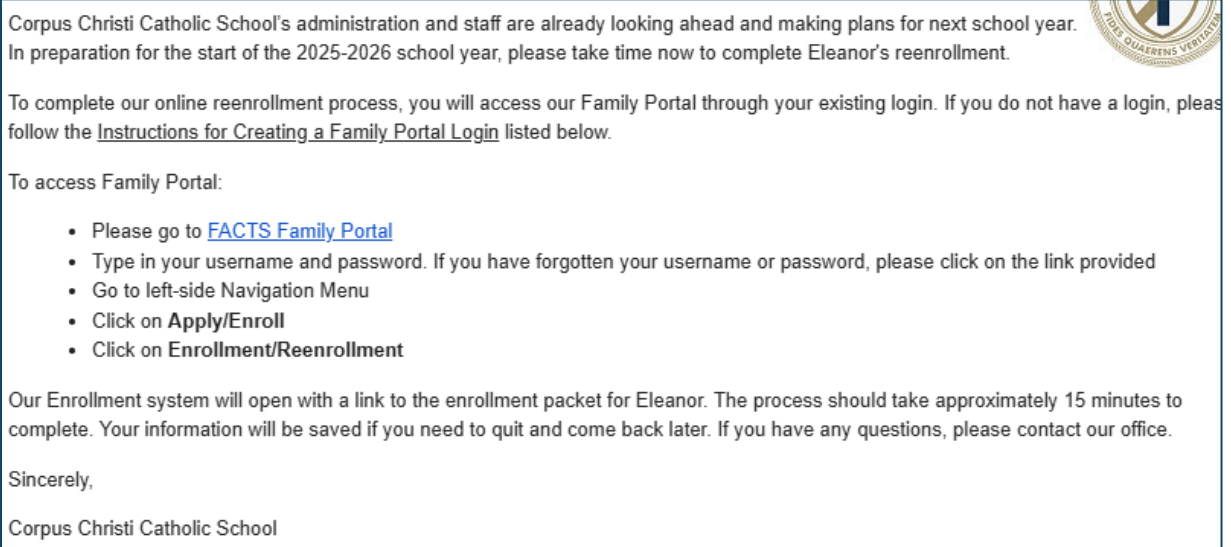 Corpus Christi Catholic School's administration and staff are already looking ahead and making plans for next school year.
In preparation for the start of the 2025-2026 school year, please take time now to complete Eleanor's reenrollment.
FIDES QUAERENS VERITATEM
To complete our online reenrollment process, you will access our Family Portal through your existing login. If you do not have a login, pleas
follow the Instructions for Creating a Family Portal Login listed below.
To access Family Portal:
• Please go to FACTS Family Portal
• Type in your username and password. If you have forgotten your username or password, please click on the link provided
• Go to left-side Navigation Menu
• Click on Apply/Enroll
• Click on Enrollment/Reenrollment
Our Enrollment system will open with a link to the enrollment packet for Eleanor. The process should take approximately 15 minutes to
complete. Your information will be saved if you need to quit and come back later. If you have any questions, please contact our office.
Sincerely,
Corpus Christi Catholic School